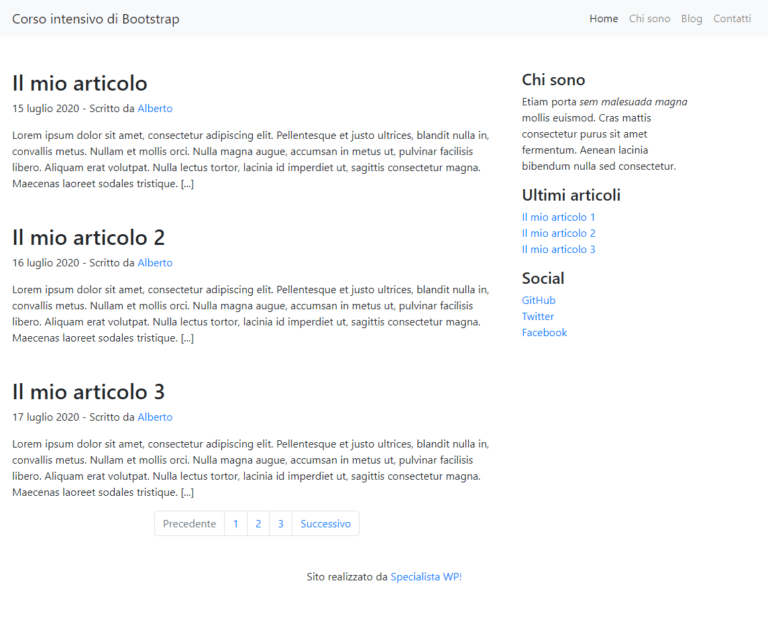 Corso intensivo di Bootstrap
Home Chi sono Blog Contatti
Il mio articolo
15 luglio 2020 - Scritto da Alberto
Lorem ipsum dolor sit amet, consectetur adipiscing elit. Pellentesque et justo ultrices, blandit nulla in,
convallis metus. Nullam et mollis orci. Nulla magna augue, accumsan in metus ut, pulvinar facilisis
libero. Aliquam erat volutpat. Nulla lectus tortor, lacinia id imperdiet ut, sagittis consectetur magna.
Maecenas laoreet sodales tristique. [...]
Il mio articolo 2
16 luglio 2020 - Scritto da Alberto
Lorem ipsum dolor sit amet, consectetur adipiscing elit. Pellentesque et justo ultrices, blandit nulla in,
convallis metus. Nullam et mollis orci. Nulla magna augue, accumsan in metus ut, pulvinar facilisis
libero. Aliquam erat volutpat. Nulla lectus tortor, lacinia id imperdiet ut, sagittis consectetur magna.
Maecenas laoreet sodales tristique. [...]
Il mio articolo 3
17 luglio 2020 - Scritto da Alberto
Lorem ipsum dolor sit amet, consectetur adipiscing elit. Pellentesque et justo ultrices, blandit nulla in,
convallis metus. Nullam et mollis orci. Nulla magna augue, accumsan in metus ut, pulvinar facilisis
libero. Aliquam erat volutpat. Nulla lectus tortor, lacinia id imperdiet ut, sagittis consectetur magna.
Maecenas laoreet sodales tristique. [...]
Precedente 1 2 3 Successivo
Chi sono
Etiam porta sem malesuada magna
mollis euismod. Cras mattis
consectetur purus sit amet
fermentum. Aenean lacinia
bibendum nulla sed consectetur.
Ultimi articoli
Il mio articolo 1
Il mio articolo 2
Il mio articolo 3
Social
GitHub
Twitter
Facebook
Sito realizzato da Specialista WP!